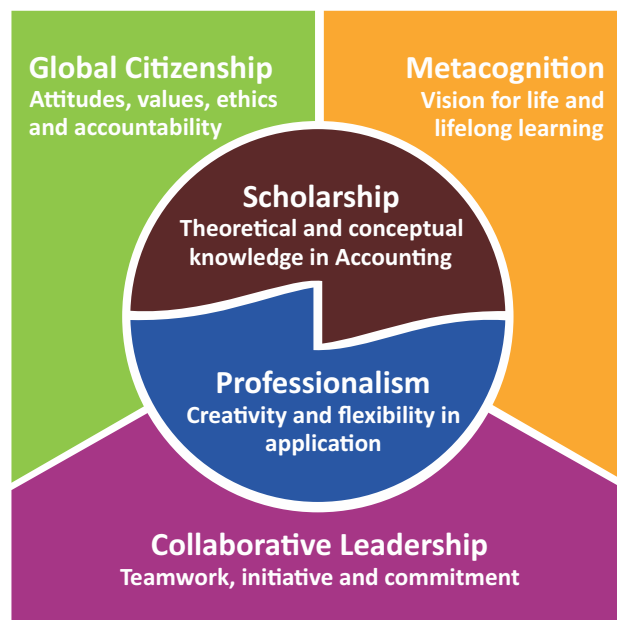 Global Citizenship
Attitudes, values, ethics
and accountability
Metacognition
Vision for life and
lifelong learning
Scholarship
Theoretical and conceptual
knowledge in Accounting
Professionalism
Creativity and flexibility in
application
Collaborative Leadership
Teamwork, initiative and commitment